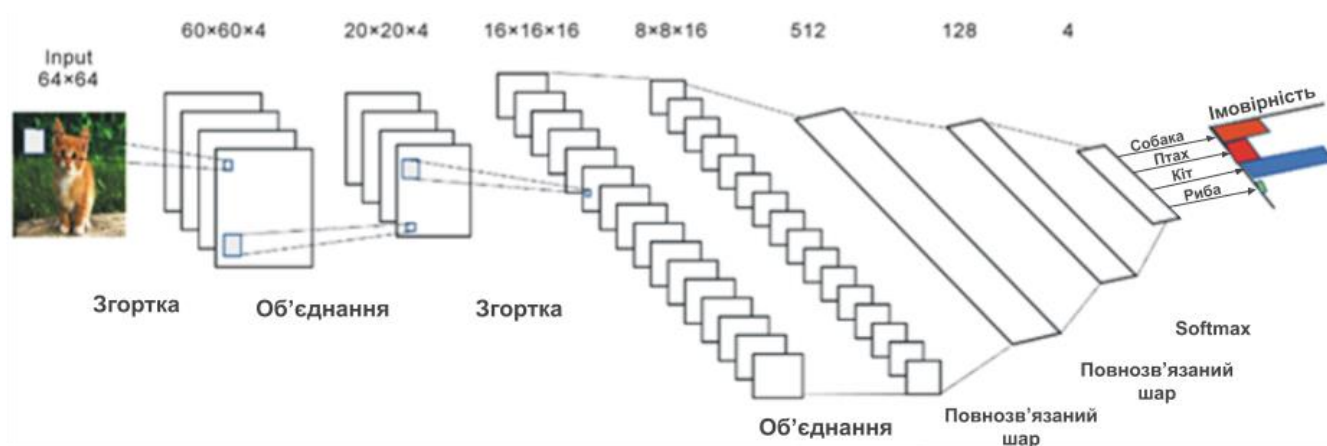 60×60×4
20×20×4
16×16×16
8×8×16
512
128
4
Input
64×64
Імовірність
Собака
Птах
Кіт
Риба
Згортка
Об’єднання
Згортка
Softmax
Повнозв’язаний
шар
Об’єднання
Повнозв’язаний
шар